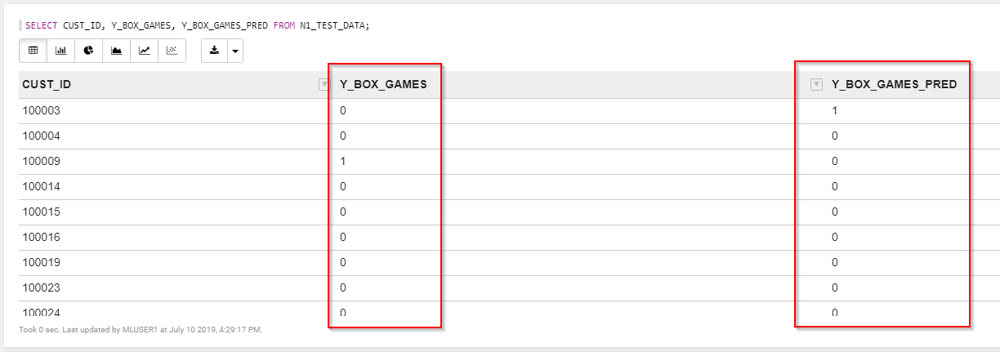 SELECT CUST_ID, Y_BOX_GAMES, Y_BOX_GAMES_PRED FROM N1_TEST_DATA;
CUST_ID Y_BOX_GAMES Y_BOX_GAMES_PRED
100003 0 1
100004 0 0
100009 1 0
100014 0 0
100015 0 0
100016 0 0
100019 0 0
100023 0 0
100024 0 0
Took 0 sec. Last updated by MLUSER1 at July 10 2019, 4:29:17 PM.